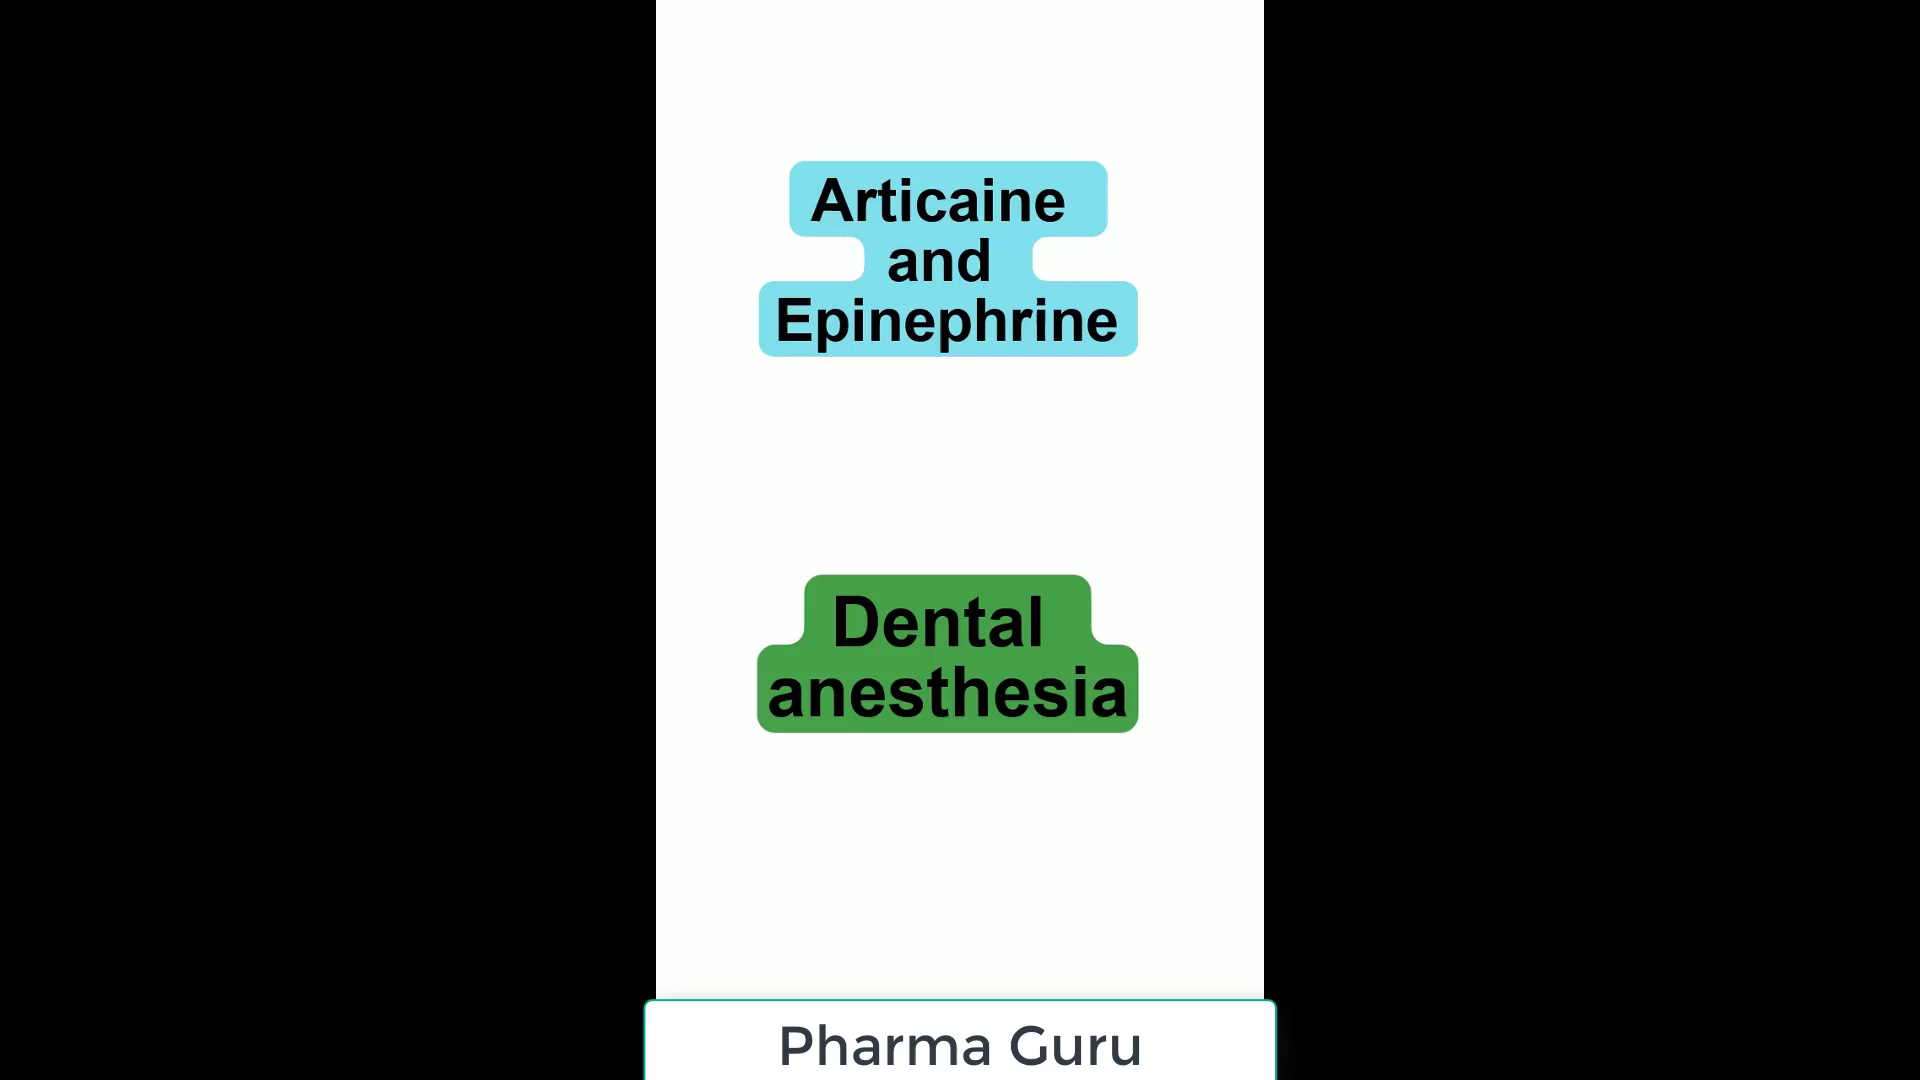 Articaine
and
Epinephrine
Dental
anesthesia
Pharma Guru